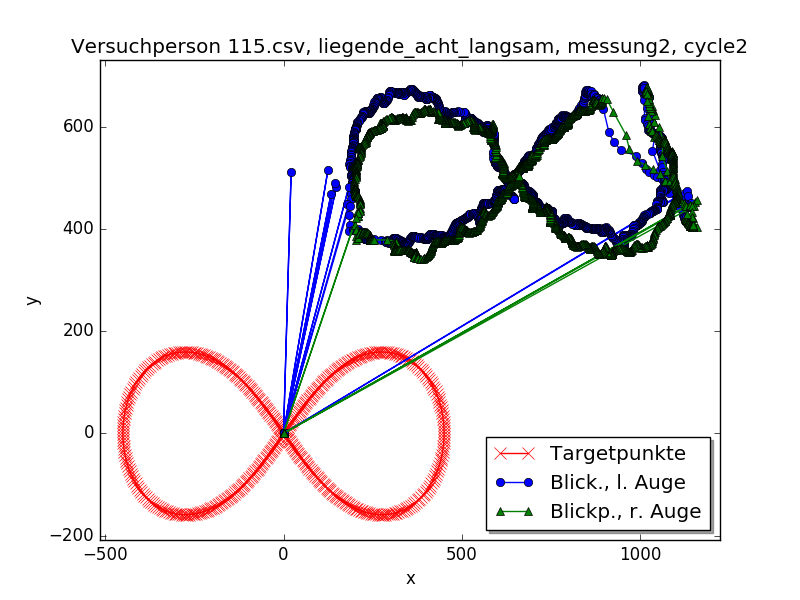 Versuchperson 115.csv, liegende_acht_langsam, messung2, cycle2
600
400
200
0
−200
y
−500
0
500
1000
x
Targetpunkte
Blick., l. Auge
Blickp., r. Auge